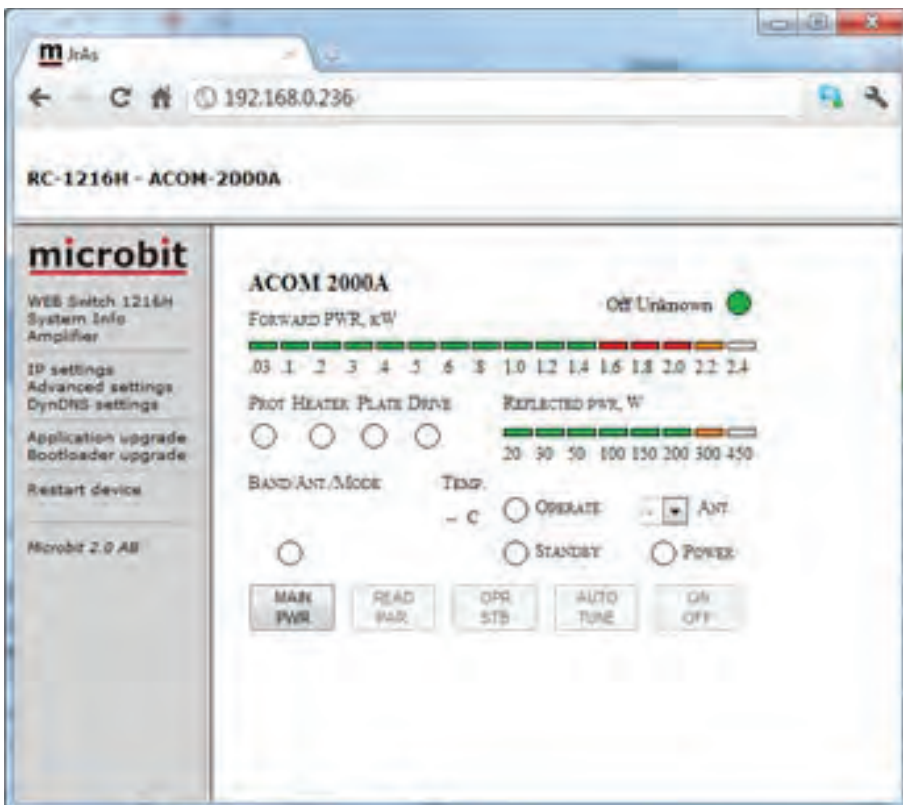 m JrAs
192.168.0.236
RC-1216H - ACOM-2000A
microbit
WEB Switch 1216H
System Info
Amplifier
IP settings
Advanced settings
DynDNS settings
Application upgrade
Bootloader upgrade
Restart device
Microbit 2.0 AB
ACOM 2000A
Off Unknown
FORWARD PWR, KW
.03 .1 .2 .3 .4 .5 .6 .8 1.0 1.2 1.4 1.6 1.8 2.0 2.2 2.4
PROT HEATER PLATE DRIVE
REFLECTED PWR, W
20 30 50 100 150 200 300 450
BAND/ANT./MODE
TEMP.
-- C
OPERATE
-- ANT
STANDBY
POWER
MAIN PWR
READ PAR.
OPR STB
AUTO TUNE
ON OFF